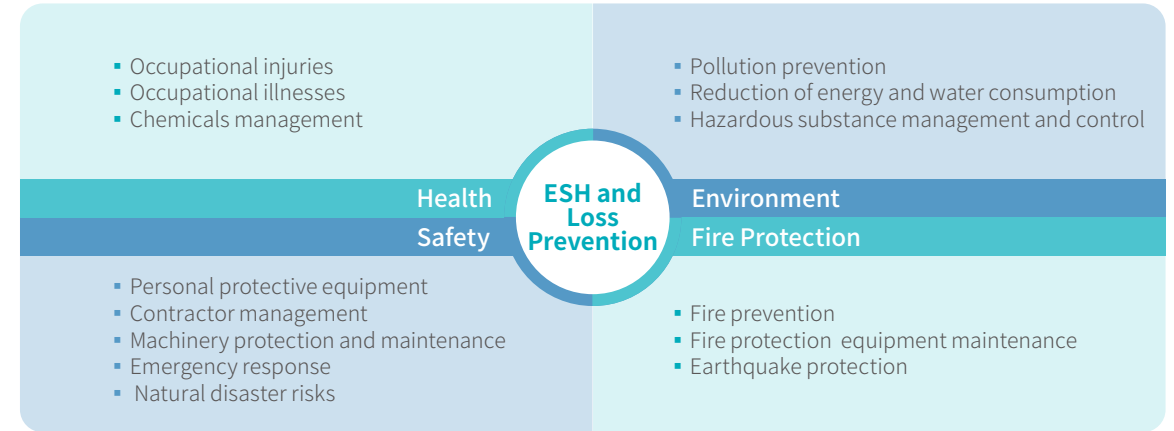 ▪ Occupational injuries
▪ Occupational illnesses
▪ Chemicals management
Health
▪ Pollution prevention
▪ Reduction of energy and water consumption
▪ Hazardous substance management and control
Environment
ESH and
Loss
Prevention
Safety
▪ Personal protective equipment
▪ Contractor management
▪ Machinery protection and maintenance
▪ Emergency response
▪ Natural disaster risks
Fire Protection
▪ Fire prevention
▪ Fire protection equipment maintenance
▪ Earthquake protection